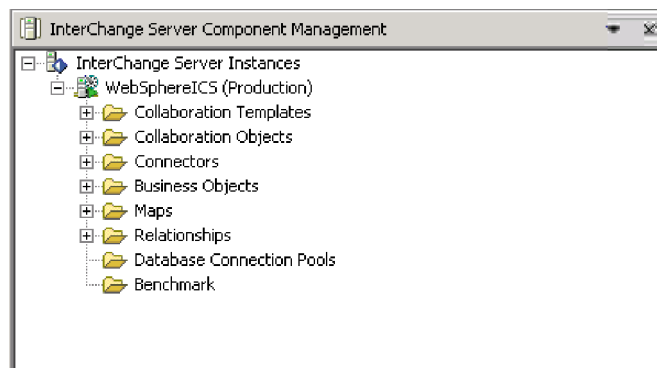 InterChange Server Component Management
InterChange Server Instances
WebSphereICS (Production)
Collaboration Templates
Collaboration Objects
Connectors
Business Objects
Maps
Relationships
Database Connection Pools
Benchmark